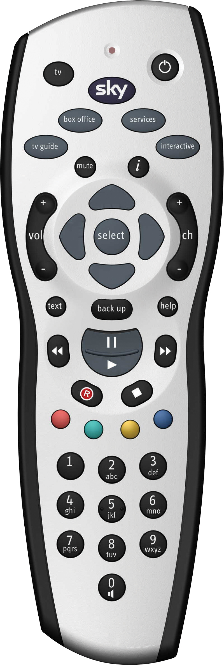 tv
sky
box office services
tv guide interactive
mute i
+ +
vol select ch
- -
text back up help
R
1 2 abc 3 def
4 ghi 5 jkl 6 mno
7 pqrs 8 tuv 9 wxyz
0